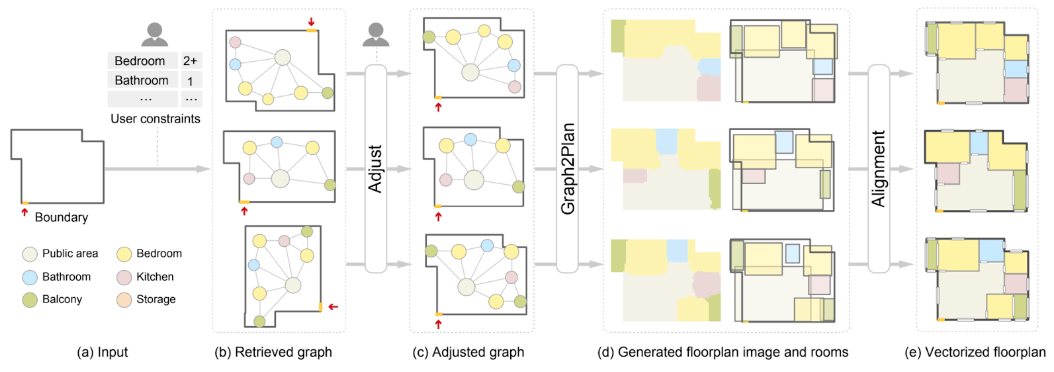 Bedroom 2+
Bathroom 1
... ...
User constraints
Boundary
Public area
Bedroom
Bathroom
Kitchen
Balcony
Storage
Adjust
Graph2Plan
Alignment
(a) Input
(b) Retrieved graph
(c) Adjusted graph
(d) Generated floorplan image and rooms
(e) Vectorized floorplan